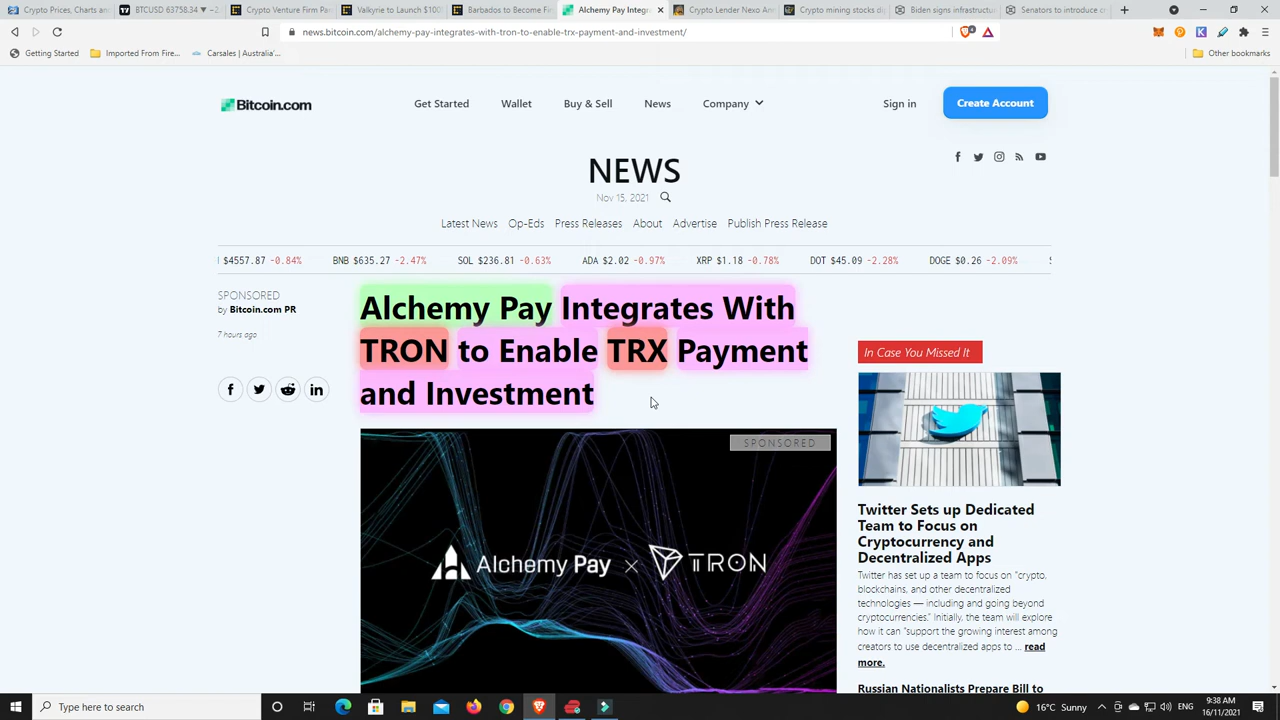 Crypto Prices, Charts and
BTCUSD 63758.34 ▼ −2.
Crypto Venture Firm Pa
Valkyrie to Launch $100
Barbados to Become Fi
Alchemy Pay Integ
Crypto Lender Nexo An
Crypto mining stocks di
Biden signs infrastructu
Senators to introduce
news.bitcoin.com/alchemy-pay-integrates-with-tron-to-enable-trx-payment-and-investment/
4
Getting Started
Imported From Fire...
Carsales (Australia'...
Other bookmarks
Bitcoin.com
Get Started
Wallet
Buy & Sell
News
Company
Sign in
Create Account
NEWS
Nov 15, 2021
Latest News
Op-Eds
Press Releases
About
Advertise
Publish Press Release
$4557.87 -0.84%
BNB $635.27 -2.47%
SOL $236.81 -0.63%
ADA $2.02 -0.97%
XRP $1.18 -0.78%
DOT $45.09 -2.28%
DOGE $0.26 -2.09%
SPONSORED
by Bitcoin.com PR
7 hours ago
Alchemy Pay Integrates With
TRON to Enable TRX Payment
and Investment
SPONSORED
Alchemy Pay × TRON
In Case You Missed It
Twitter Sets up Dedicated
Team to Focus on
Cryptocurrency and
Decentralized Apps
Twitter has set up a team to focus on "crypto,
blockchains, and other decentralized
technologies — including and going beyond
cryptocurrencies." Initially, the team will explore
how it can "support the growing interest among
creators to use decentralized apps to ... read
more.
Russian Nationalists Prepare Bill to
Type here to search
16°C Sunny
9:38 AM
16/11/2021